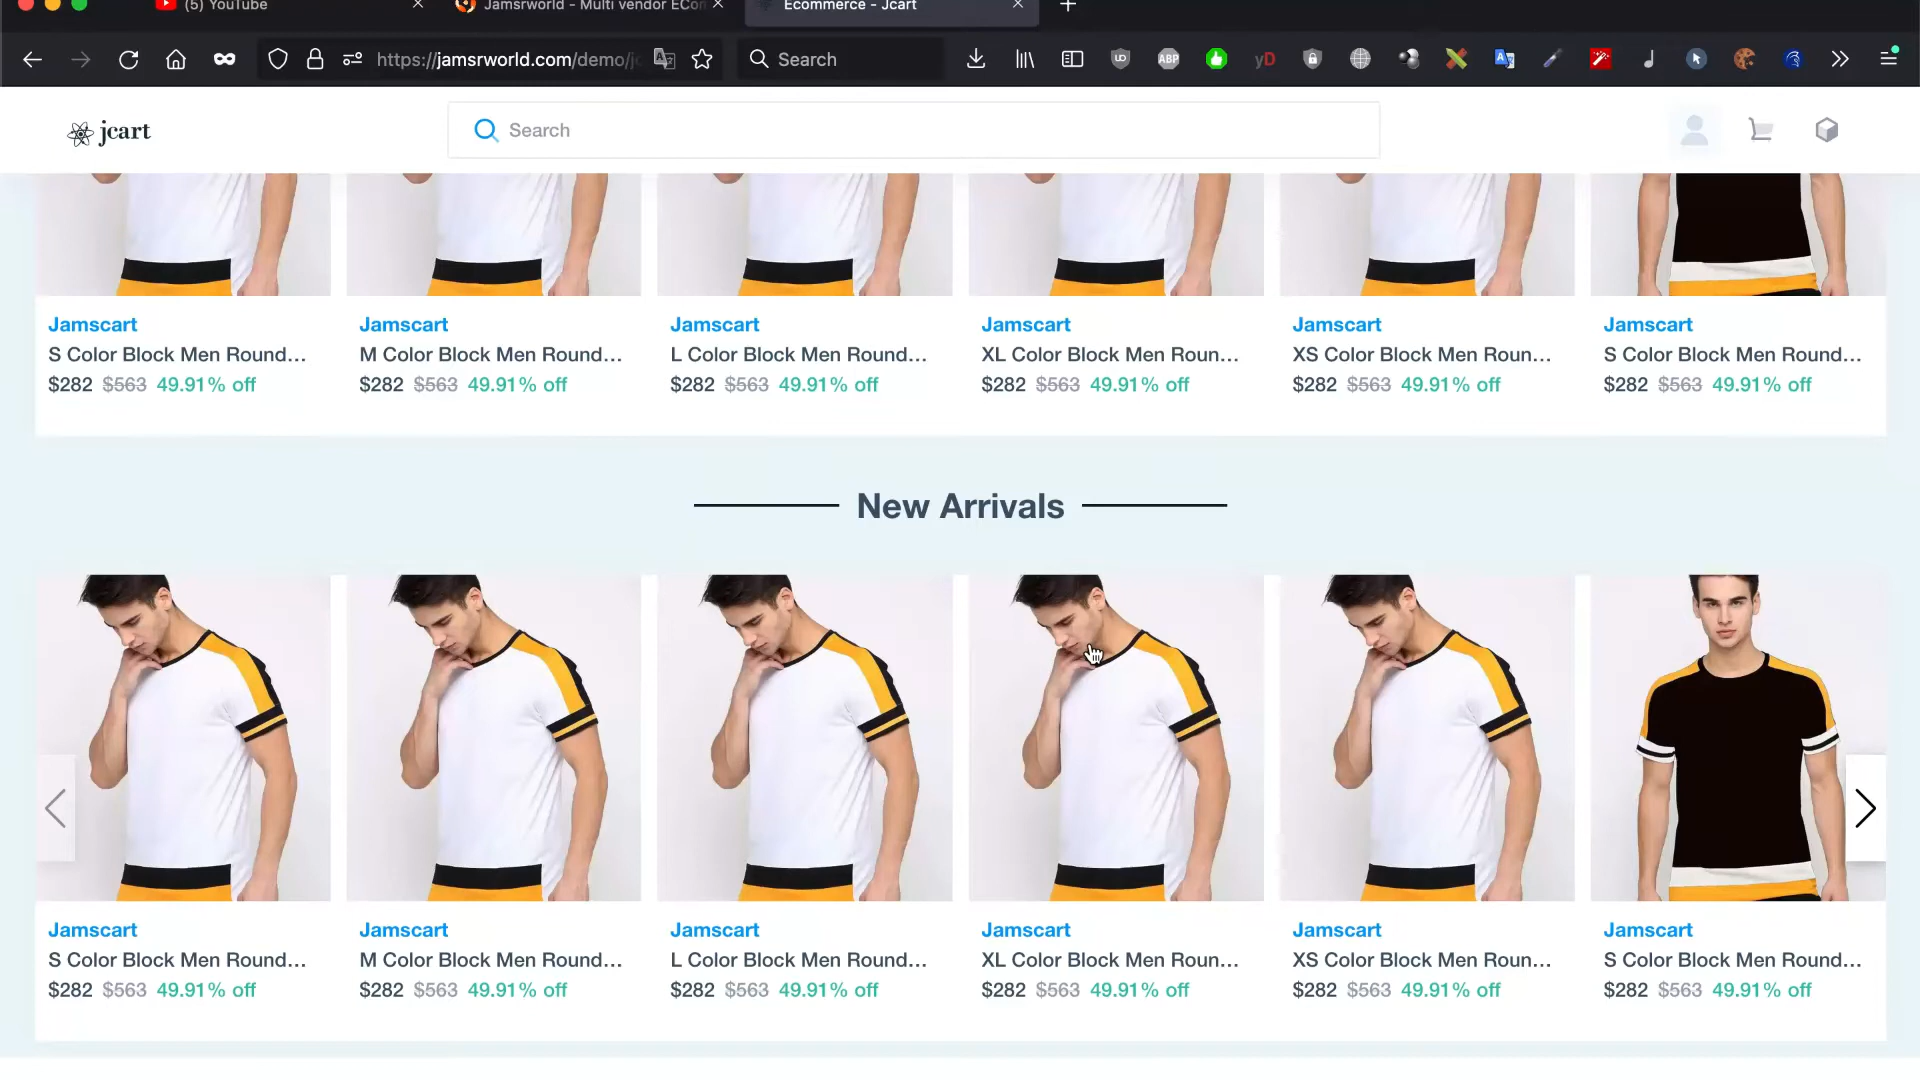 (5) YouTube
Jamsrworld - Multi vendor ECom
Ecommerce - Jcart
https://jamsrworld.com/demo/jc
Search
UD
ABP
yD
jcart
Search
Jamscart
S Color Block Men Round...
$282 $563 49.91% off
Jamscart
M Color Block Men Round...
$282 $563 49.91% off
Jamscart
L Color Block Men Round...
$282 $563 49.91% off
Jamscart
XL Color Block Men Roun...
$282 $563 49.91% off
Jamscart
XS Color Block Men Roun...
$282 $563 49.91% off
Jamscart
S Color Block Men Round...
$282 $563 49.91% off
New Arrivals
Jamscart
S Color Block Men Round...
$282 $563 49.91% off
Jamscart
M Color Block Men Round...
$282 $563 49.91% off
Jamscart
L Color Block Men Round...
$282 $563 49.91% off
Jamscart
XL Color Block Men Roun...
$282 $563 49.91% off
Jamscart
XS Color Block Men Roun...
$282 $563 49.91% off
Jamscart
S Color Block Men Round...
$282 $563 49.91% off